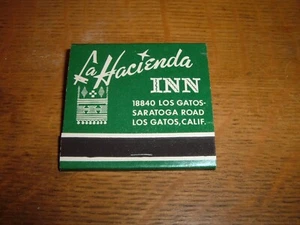 La Hacienda
INN
18840 LOS GATOS-
SARATOGA ROAD
LOS GATOS, CALIF.